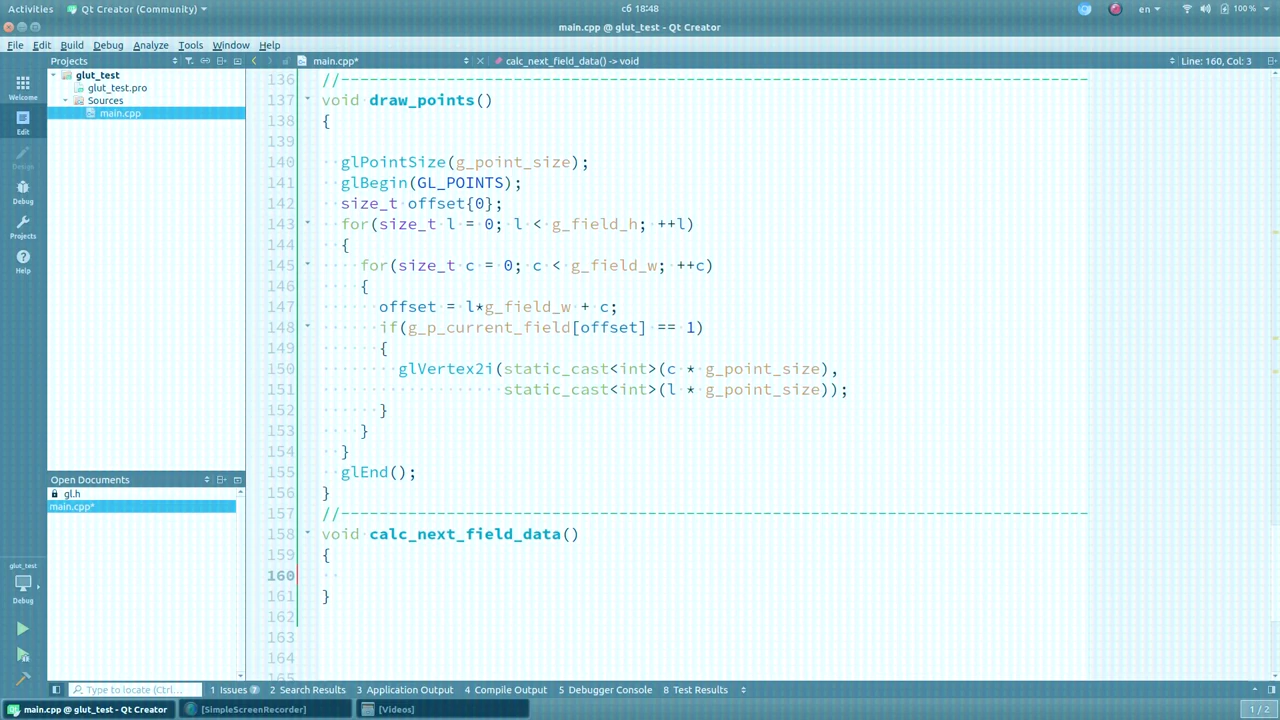 Activities Qt Creator (Community) сб 18:48 en 100 %
main.cpp @ glut_test - Qt Creator
File Edit Build Debug Analyze Tools Window Help
Projects main.cpp* calc_next_field_data() -> void Line: 160, Col: 3
glut_test
glut_test.pro
Sources
main.cpp
Welcome
Edit
Design
Debug
Projects
Help
136 //------------------------------------------------------------------------------
137 void draw_points()
138 {
139
140 glPointSize(g_point_size);
141 glBegin(GL_POINTS);
142 size_t offset{0};
143 for(size_t l = 0; l < g_field_h; ++l)
144 {
145 for(size_t c = 0; c < g_field_w; ++c)
146 {
147 offset = l*g_field_w + c;
148 if(g_p_current_field[offset] == 1)
149 {
150 glVertex2i(static_cast<int>(c * g_point_size),
151 static_cast<int>(l * g_point_size));
152 }
153 }
154 }
155 glEnd();
156 }
157 //------------------------------------------------------------------------------
158 void calc_next_field_data()
159 {
160
161 }
162
163
164
165
Open Documents
gl.h
main.cpp*
glut_test
Debug
Type to locate (Ctrl... 1 Issues 7 2 Search Results 3 Application Output 4 Compile Output 5 Debugger Console 8 Test Results
main.cpp @ glut_test - Qt Creator [SimpleScreenRecorder] [Videos] 1 / 2